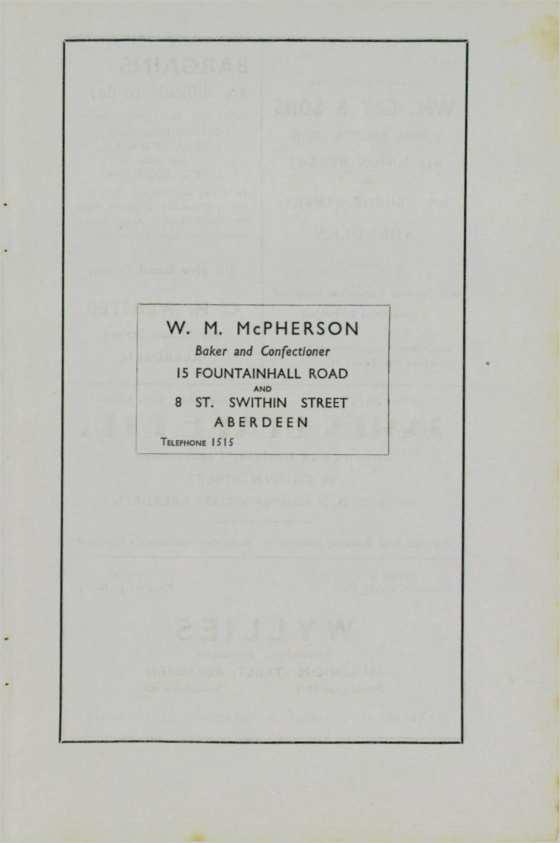 W. M. McPHERSON
Baker and Confectioner
15 FOUNTAINHALL ROAD
AND
8 ST. SWITHIN STREET
ABERDEEN
TELEPHONE 1515